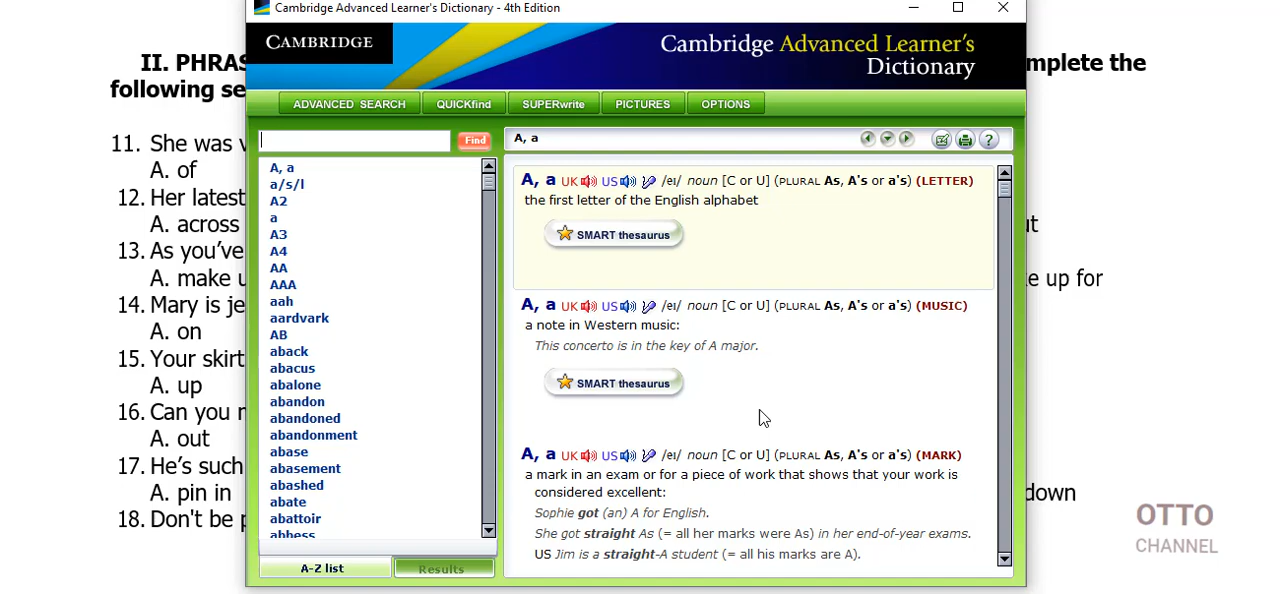 Cambridge Advanced Learner's Dictionary - 4th Edition
CAMBRIDGE
Cambridge Advanced Learner's
Dictionary
ADVANCED SEARCH QUICKfind SUPERwrite PICTURES OPTIONS
Find
A, a
a/s/l
A2
a
A3
A4
AA
AAA
aah
aardvark
AB
aback
abacus
abalone
abandon
abandoned
abandonment
abase
abasement
abashed
abate
abattoir
abbess
A-Z list Results
A, a
A, a UK US /eɪ/ noun [C or U] (PLURAL As, A's or a's) (LETTER)
the first letter of the English alphabet
SMART thesaurus
A, a UK US /eɪ/ noun [C or U] (PLURAL As, A's or a's) (MUSIC)
a note in Western music:
This concerto is in the key of A major.
SMART thesaurus
A, a UK US /eɪ/ noun [C or U] (PLURAL As, A's or a's) (MARK)
a mark in an exam or for a piece of work that shows that your work is
considered excellent:
Sophie got (an) A for English.
She got straight As (= all her marks were As) in her end-of-year exams.
US Jim is a straight-A student (= all his marks are A).
II. PHRAS mplete the
following se
11. She was v
A. of
12. Her latest
A. across ut
13. As you've
A. make u e up for
14. Mary is je
A. on
15. Your skirt
A. up
16. Can you n
A. out
17. He's such
A. pin in down
18. Don't be p
OTTO
CHANNEL